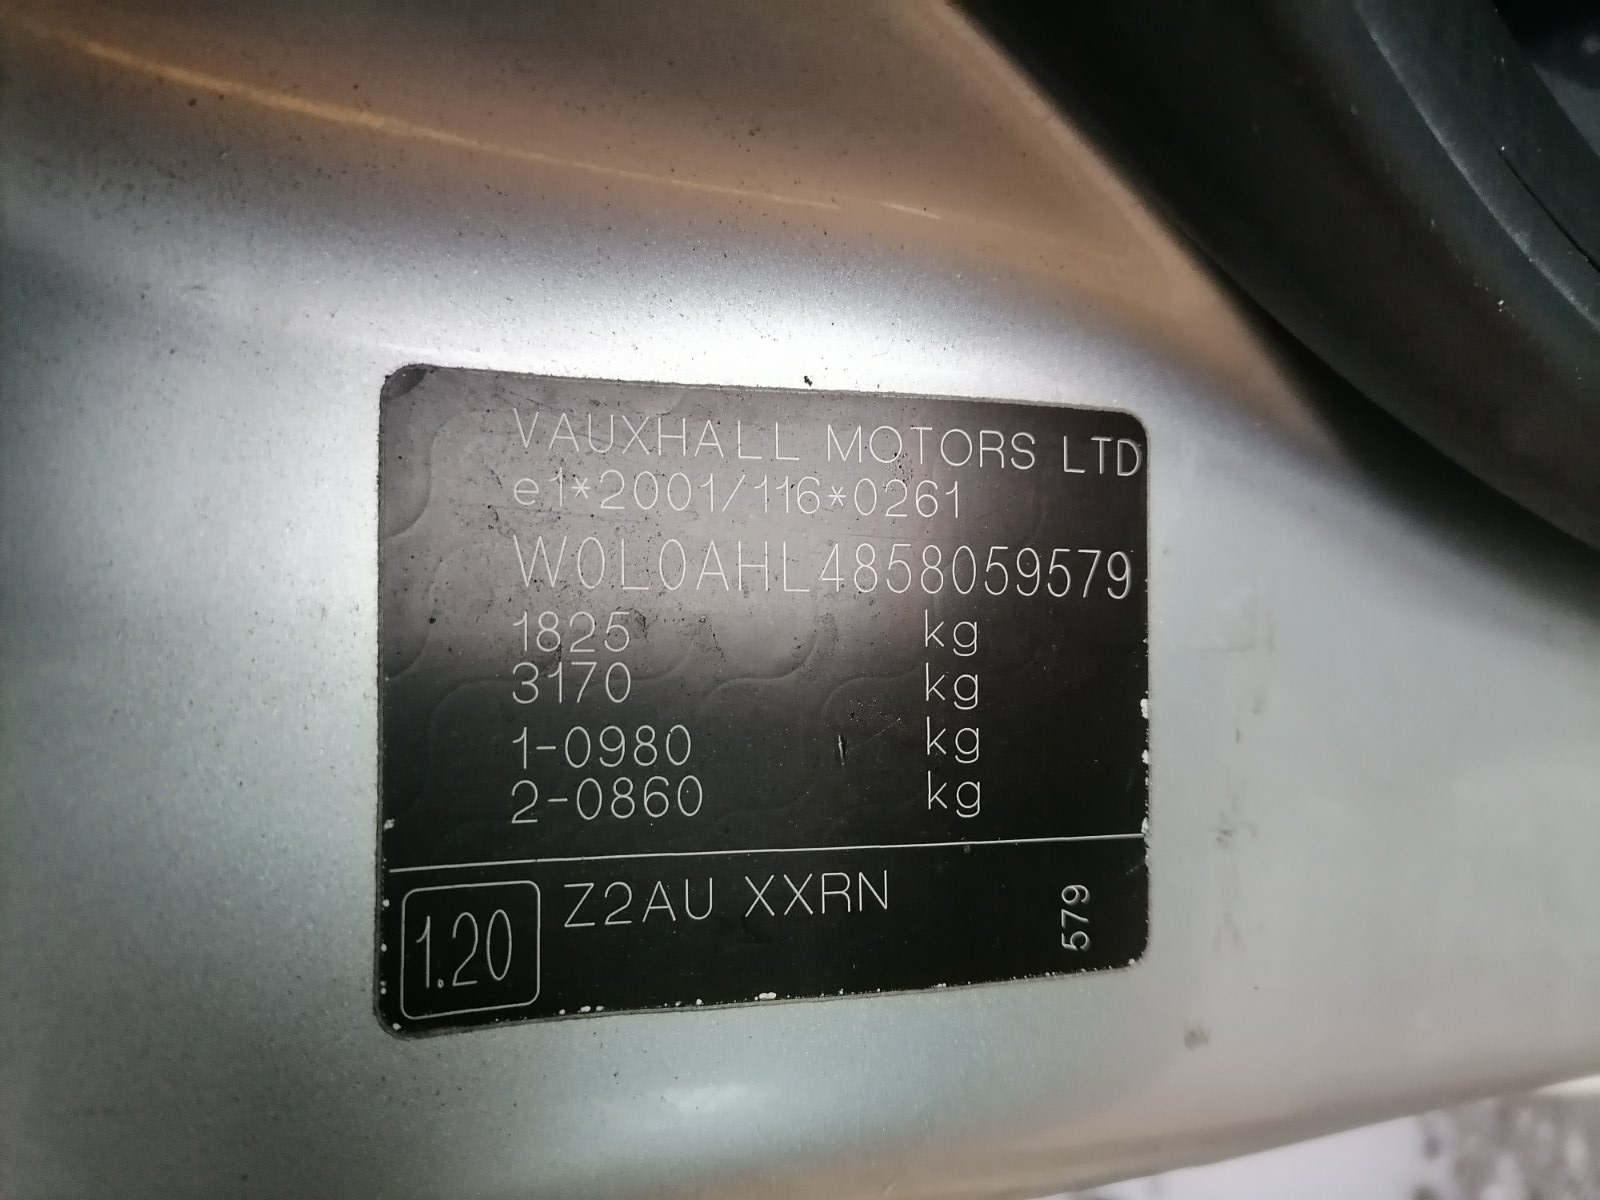 VAUXHALL MOTORS LTD
e1*2001/116*0261
W0L0AHL4858059579
1825 kg
3170 kg
1-0980 kg
2-0860 kg
1.20 Z2AU XXRN 579